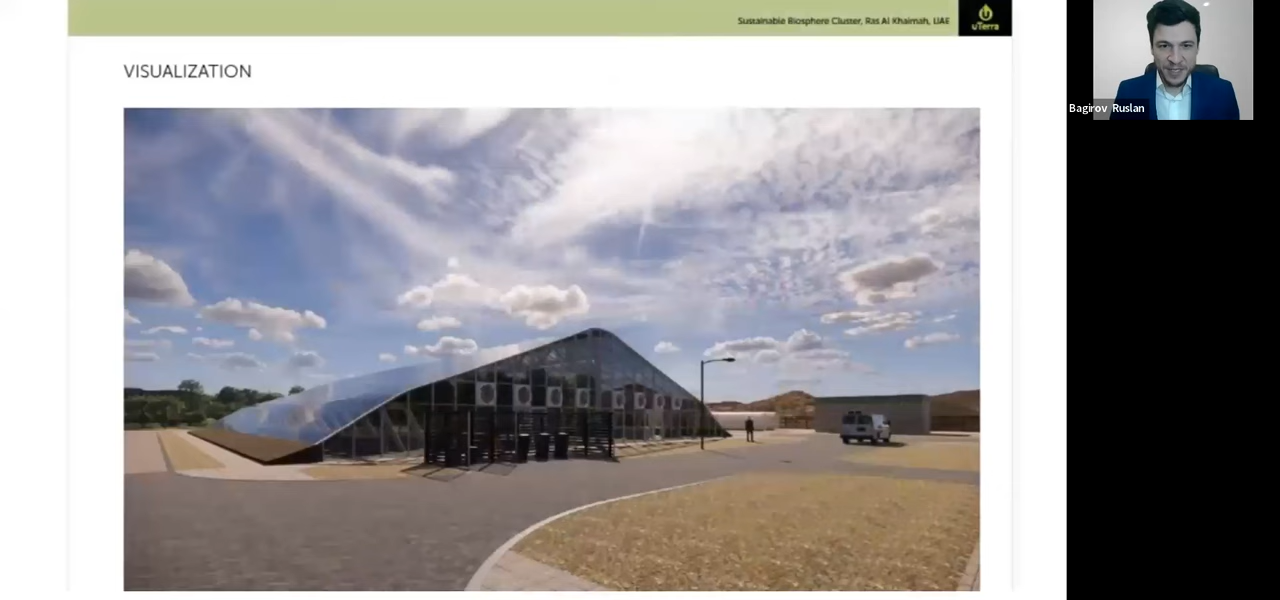 Sustainable Biosphere Cluster, Ras Al Khaimah, UAE
uTerra
VISUALIZATION
Bagirov Ruslan